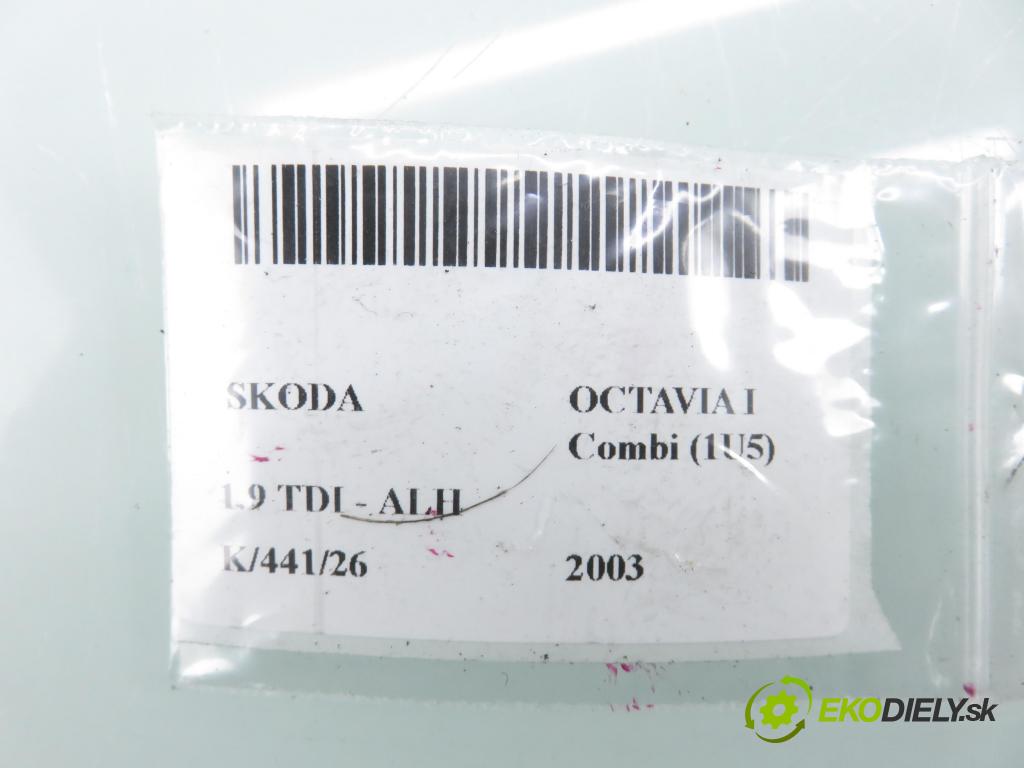 SKODA
OCTAVIA I
Combi (1U5)
1.9 TDI - ALH
K/441/26
2003
EKODIELY.sk